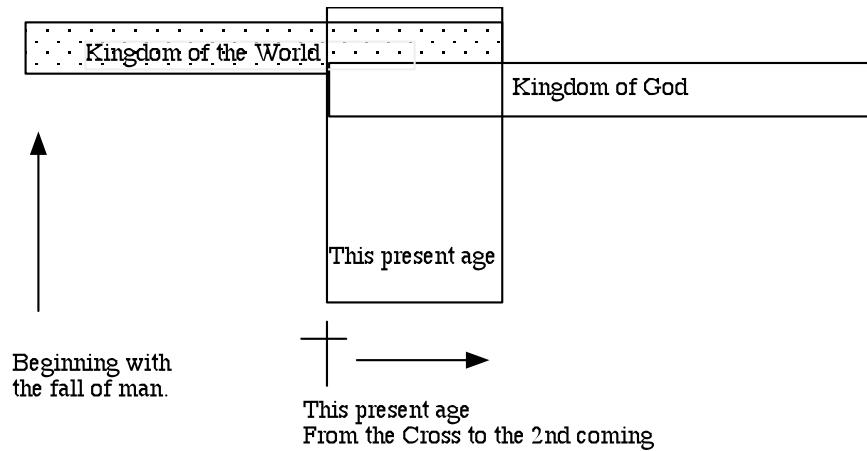 Kingdom of the World
Kingdom of God
This present age
Beginning with
the fall of man.
This present age
From the Cross to the 2nd coming